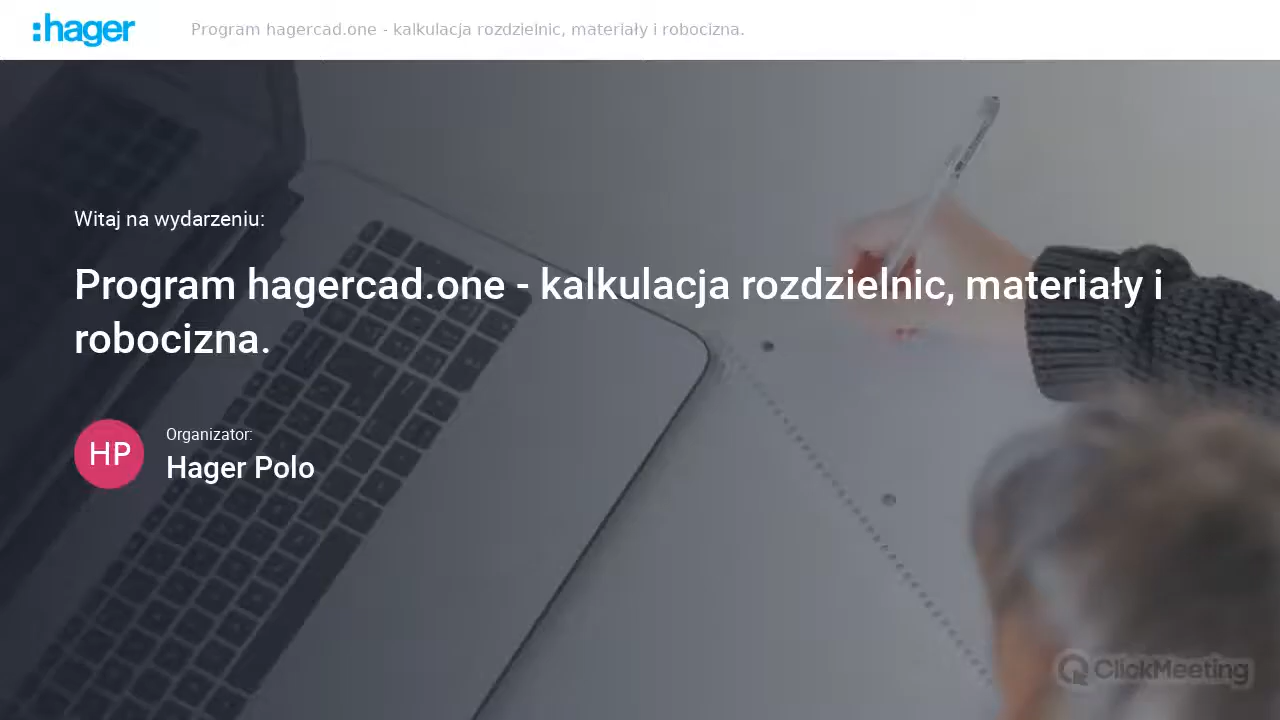 :hager
Program hagercad.one - kalkulacja rozdzielnic, materiały i robocizna.
Witaj na wydarzeniu:
Program hagercad.one - kalkulacja rozdzielnic, materiały i
robocizna.
HP
Organizator:
Hager Polo
ClickMeeting